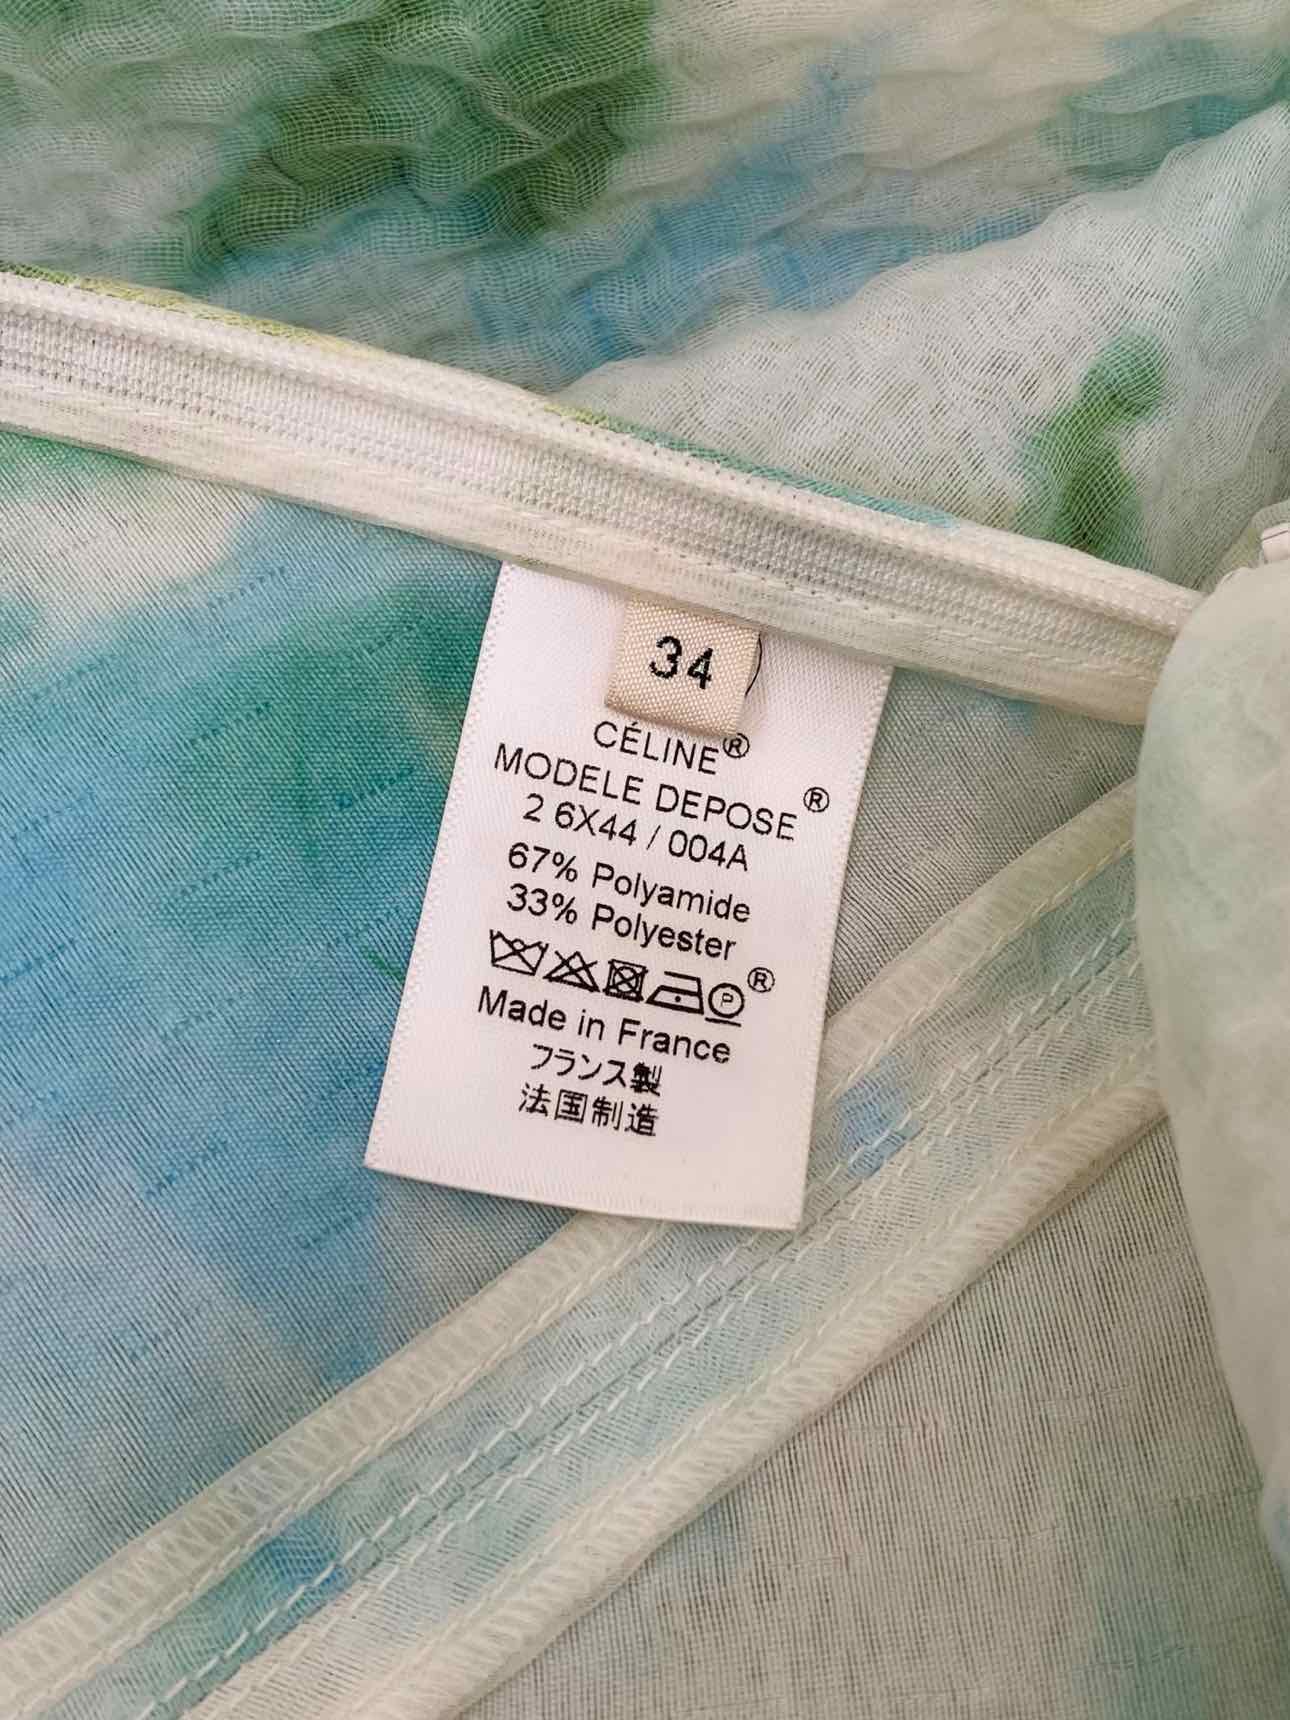 34
CÉLINE®
MODELE DEPOSE®
2 6X44 / 004A
67% Polyamide
33% Polyester
P ®
Made in France
フランス製
法国制造